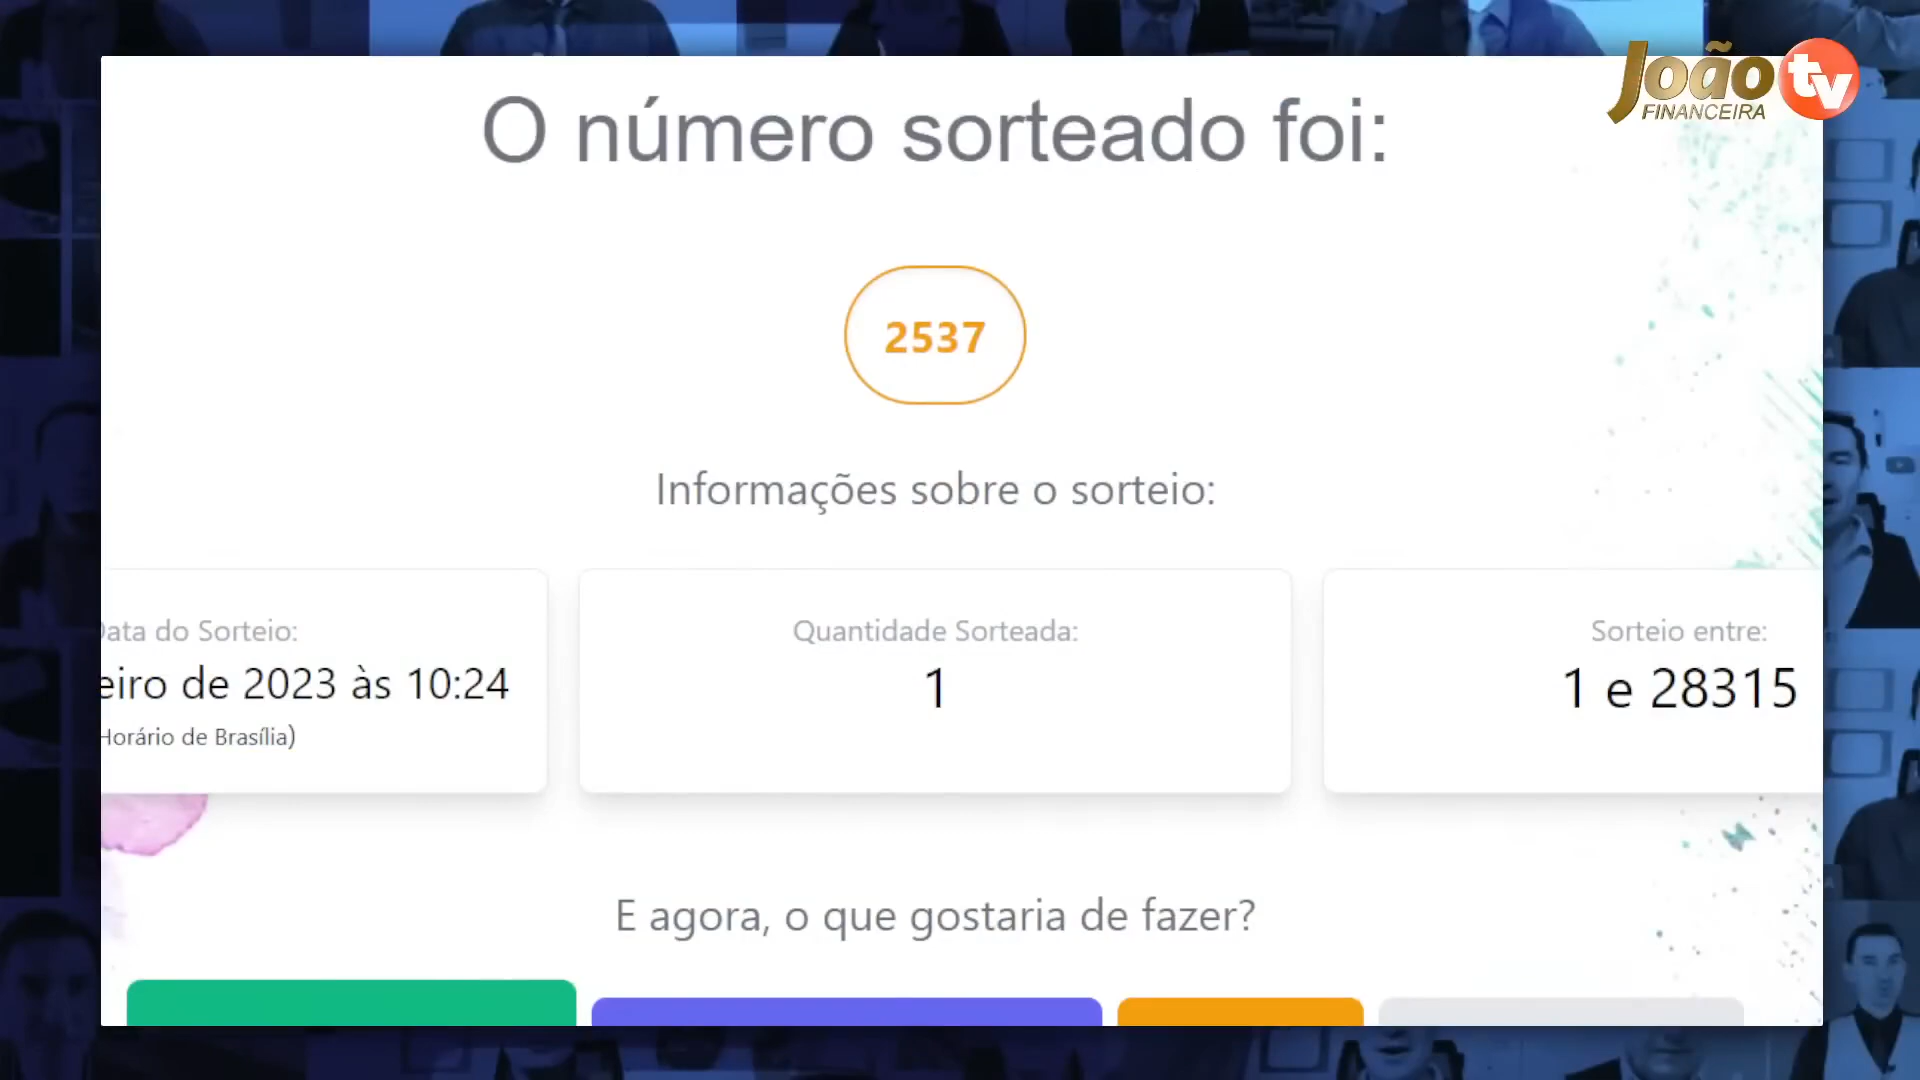 João
FINANCEIRA
tv
O número sorteado foi:
2537
Informações sobre o sorteio:
ata do Sorteio:
eiro de 2023 às 10:24
Horário de Brasília)
Quantidade Sorteada:
1
Sorteio entre:
1 e 28315
E agora, o que gostaria de fazer?